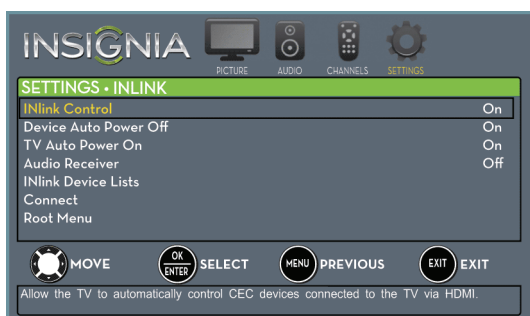 INSIGNIA
PICTURE AUDIO CHANNELS SETTINGS
SETTINGS • INLINK
INlink Control On
Device Auto Power Off On
TV Auto Power On On
Audio Receiver Off
INlink Device Lists
Connect
Root Menu
MOVE OK ENTER SELECT MENU PREVIOUS EXIT EXIT
Allow the TV to automatically control CEC devices connected to the TV via HDMI.